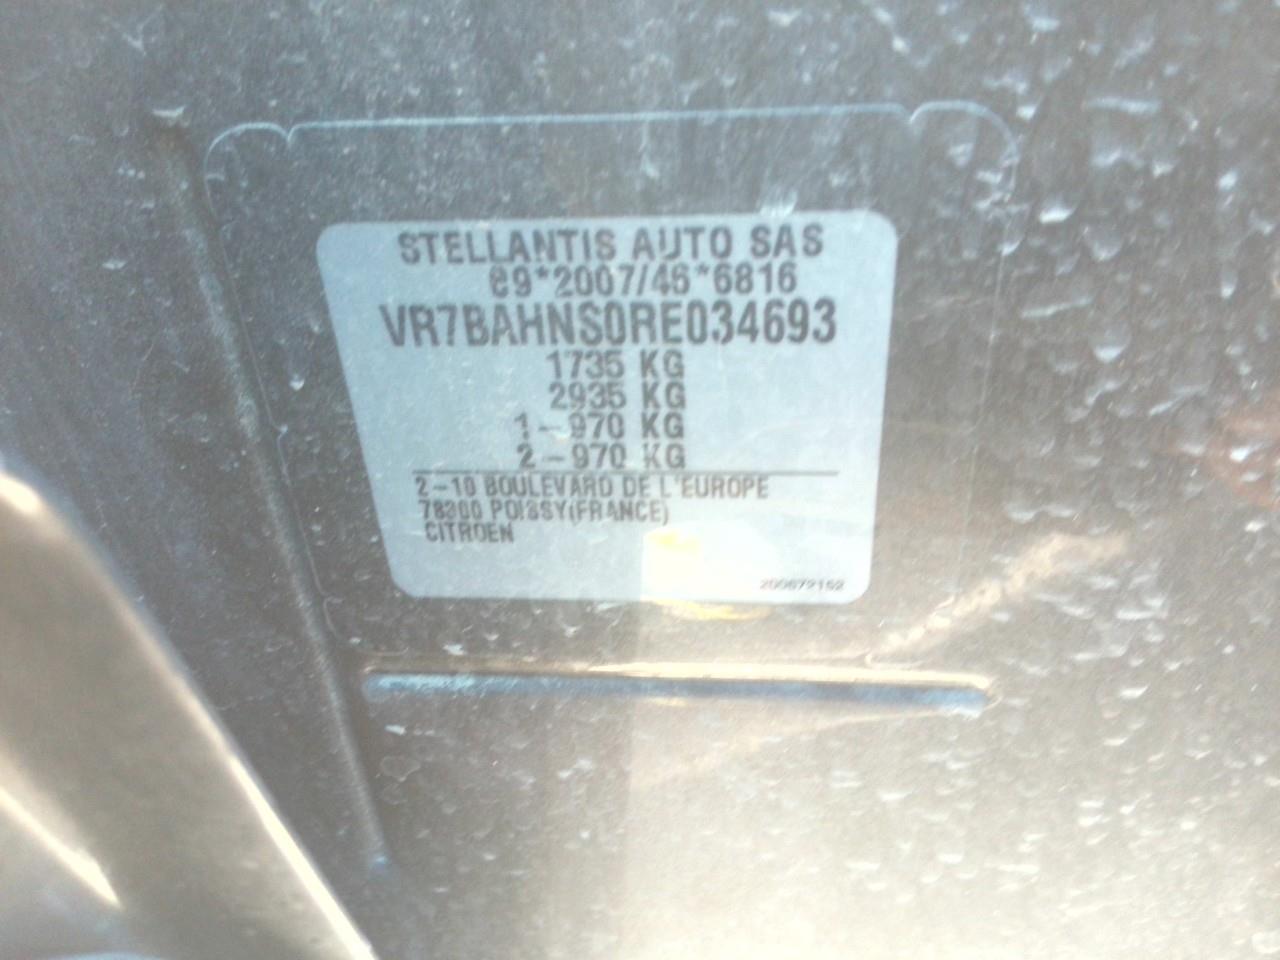 STELLANTIS AUTO SAS
e9*2007/46*6816
VR7BAHNS0RE034693
1735 KG
2935 KG
1-970 KG
2-970 KG
2-10 BOULEVARD DE L'EUROPE
78300 POISSY(FRANCE)
CITROEN
200672152